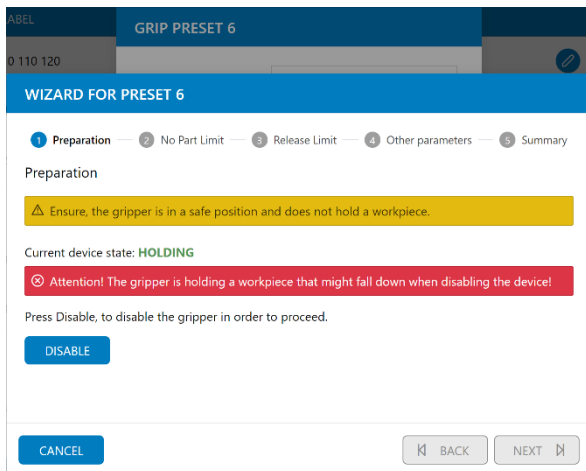 ABEL
GRIP PRESET 6
0 110 120
WIZARD FOR PRESET 6
1 Preparation 2 No Part Limit 3 Release Limit 4 Other parameters 5 Summary
Preparation
Ensure, the gripper is in a safe position and does not hold a workpiece.
Current device state: HOLDING
Attention! The gripper is holding a workpiece that might fall down when disabling the device!
Press Disable, to disable the gripper in order to proceed.
DISABLE
CANCEL BACK NEXT